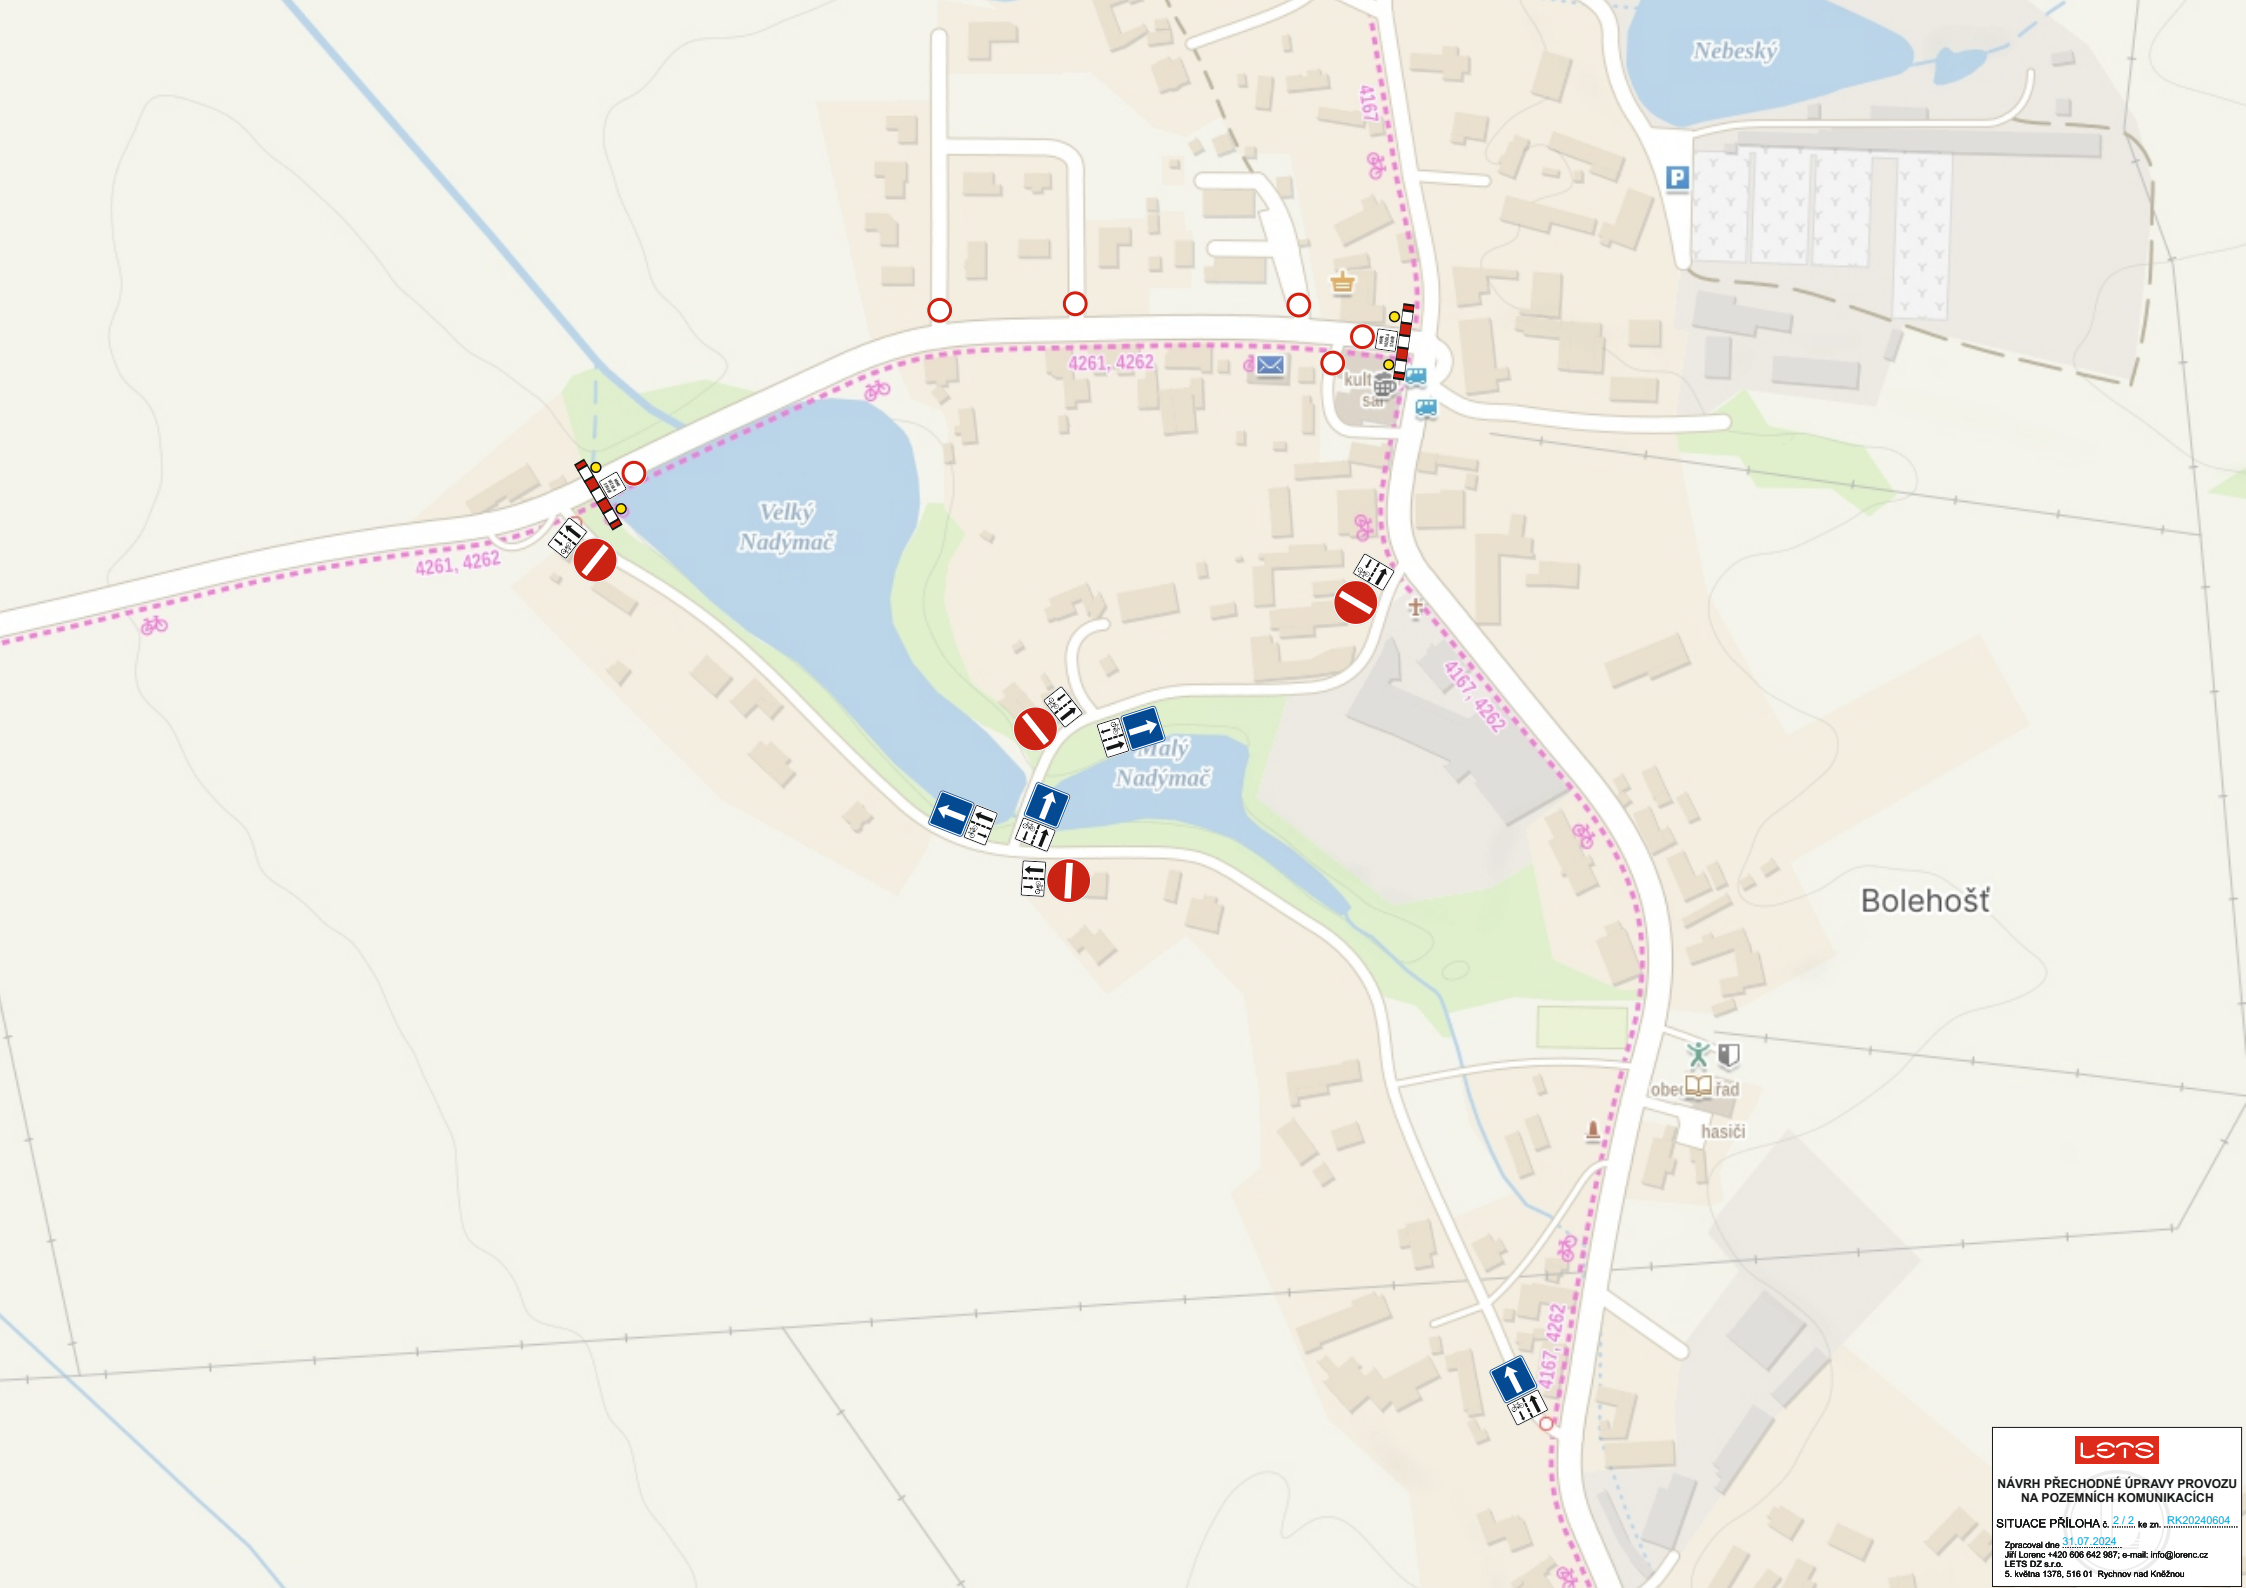 Nebeský
4167
P
4261, 4262
kult
sál
Velký
Nadýmač
4261, 4262
4167, 4262
Malý
Nadýmač
Bolehošť
obec
řad
hasiči
4167, 4262
LETS
NÁVRH PŘECHODNÉ ÚPRAVY PROVOZU
NA POZEMNÍCH KOMUNIKACÍCH
SITUACE PŘÍLOHA č. 2 / 2 ke zn. RK20240604
Zpracoval dne 31.07.2024
Jiří Lorenc +420 606 642 987; e-mail: info@lorenc.cz
LETS DZ s.r.o.
5. května 1378, 516 01 Rychnov nad Kněžnou